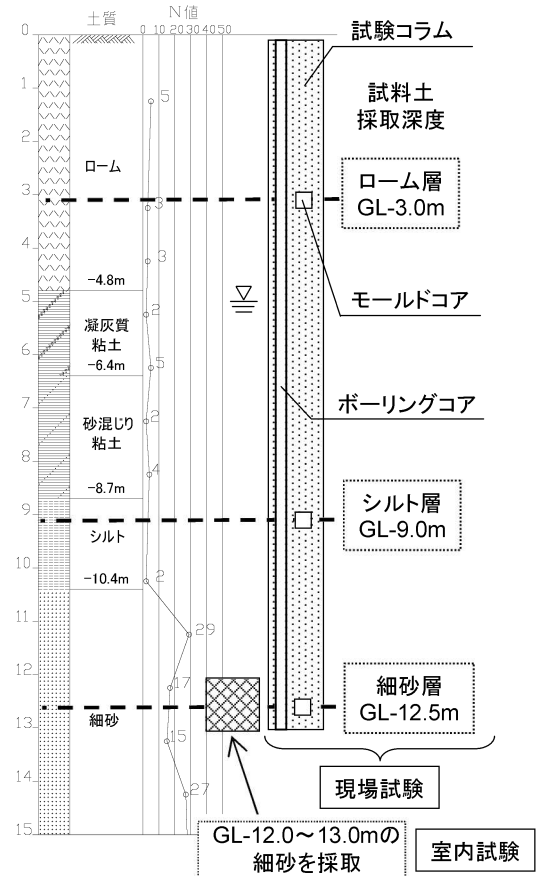 土質
N値
0 10 20 30 40 50
0
1
2
3
4
5
6
7
8
9
10
11
12
13
14
15
ローム
-4.8m
凝灰質
粘土
-6.4m
砂混じり
粘土
-8.7m
シルト
-10.4m
細砂
5
3
3
2
5
2
4
2
29
17
15
27
試験コラム
試料土
採取深度
ローム層
GL-3.0m
モールドコア
ボーリングコア
シルト層
GL-9.0m
細砂層
GL-12.5m
現場試験
GL-12.0～13.0mの
細砂を採取
室内試験